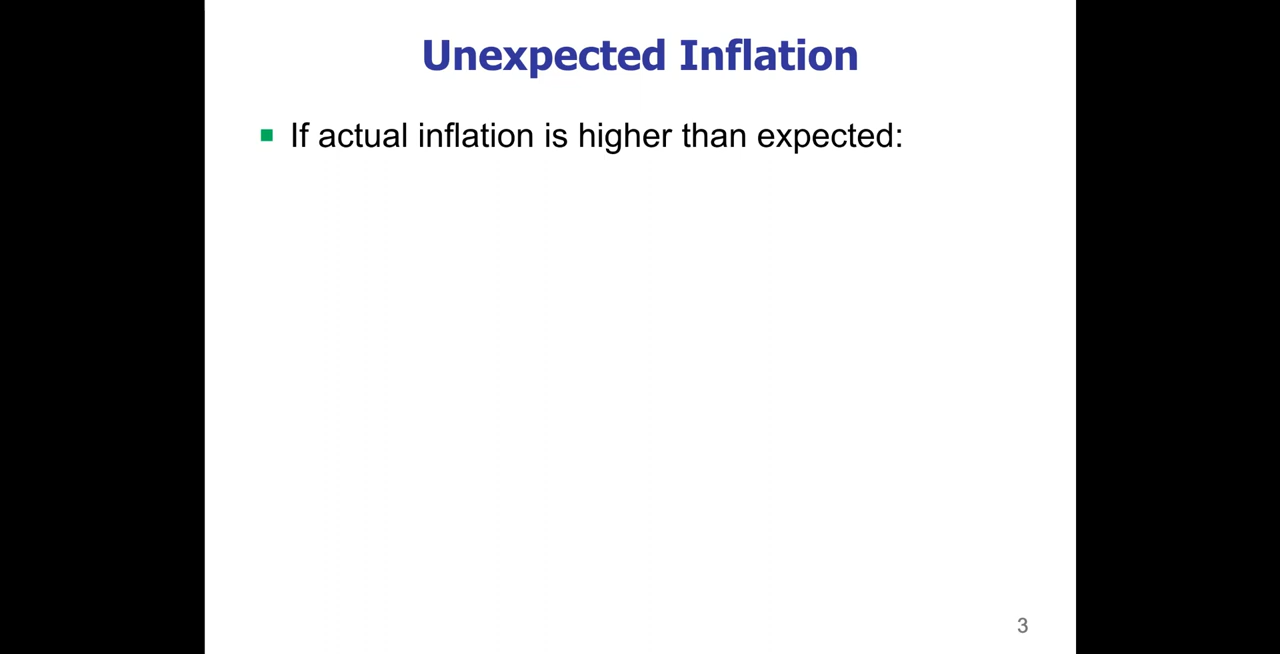 Unexpected Inflation
▪ If actual inflation is higher than expected:
3